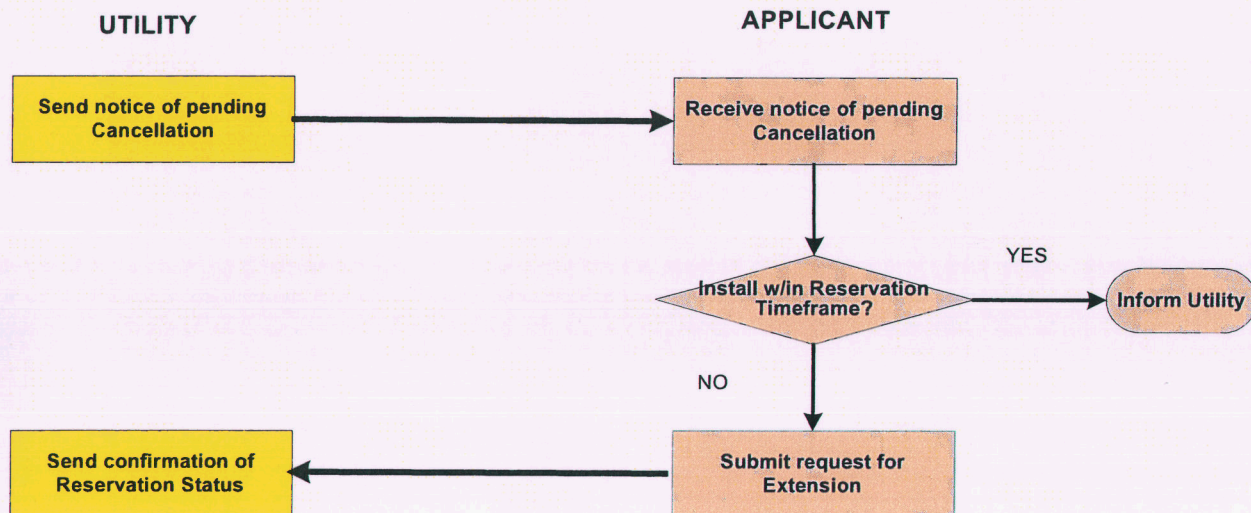 UTILITY
APPLICANT
Send notice of pending
Cancellation
Receive notice of pending
Cancellation
Install w/in Reservation
Timeframe?
YES
Inform Utility
NO
Submit request for
Extension
Send confirmation of
Reservation Status